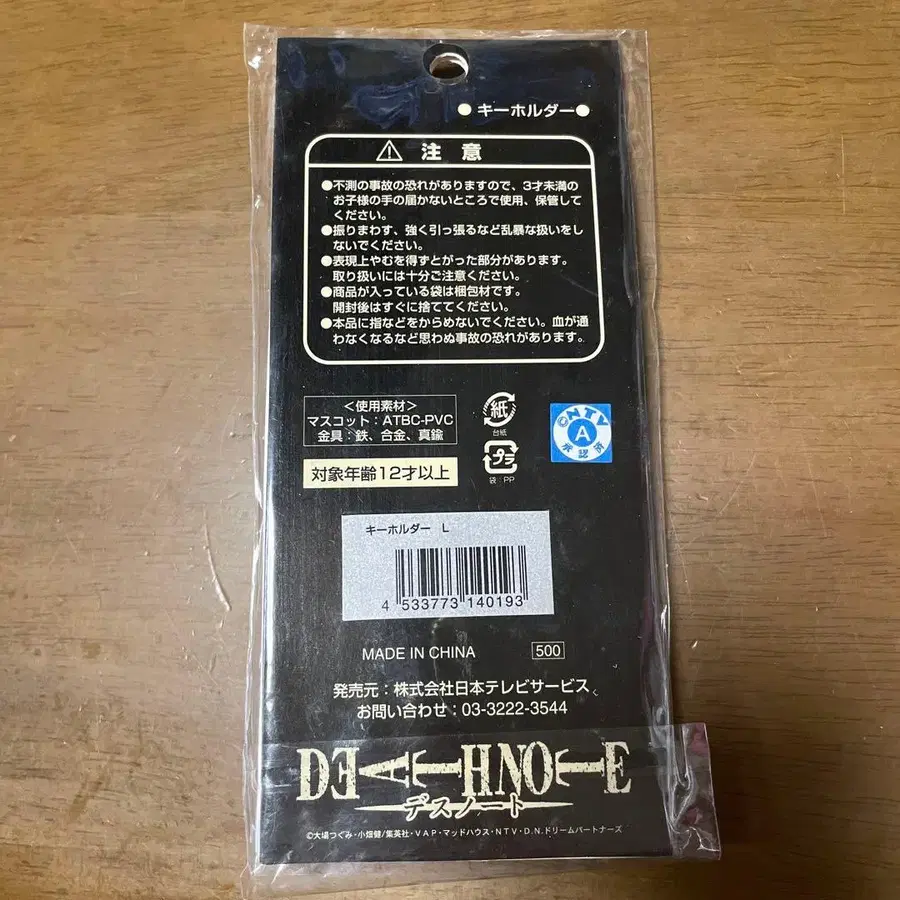 ●キーホルダー●
注意
●不測の事故の恐れがありますので、3才未満の
お子様の手の届かないところで使用、保管して
ください。
●振りまわす、強く引っ張るなど乱暴な扱いをし
ないでください。
●表現上やむを得ずとがった部分があります。
取り扱いには十分ご注意ください。
●商品が入っている袋は梱包材です。
開封後はすぐに捨ててください。
●本品に指などをからめないでください。血が通
わなくなるなど思わぬ事故の恐れがあります。
＜使用素材＞
マスコット：ATBC-PVC
金具：鉄、合金、真鍮
対象年齢12才以上
紙
台紙
プラ
袋：PP
©NTV
A
承認済
キーホルダー L
4 533773 140193
MADE IN CHINA
500
発売元：株式会社日本テレビサービス
お問い合わせ：03-3222-3544
DEATH NOTE
デスノート
©大場つぐみ・小畑健/集英社・VAP・マッドハウス・NTV・D.N.ドリームパートナーズ